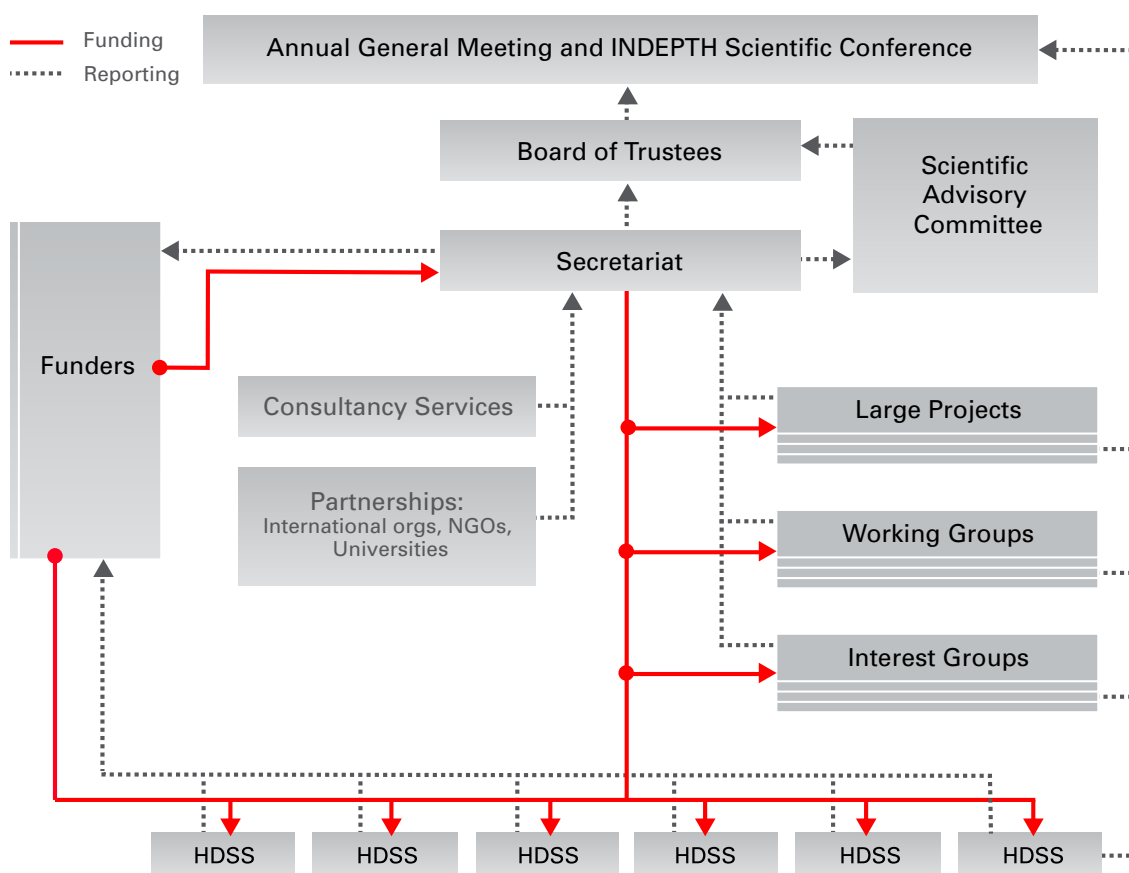 Funding
Reporting
Annual General Meeting and INDEPTH Scientific Conference
Board of Trustees
Scientific
Advisory
Committee
Secretariat
Funders
Consultancy Services
Large Projects
Partnerships:
International orgs, NGOs,
Universities
Working Groups
Interest Groups
HDSS
HDSS
HDSS
HDSS
HDSS
HDSS